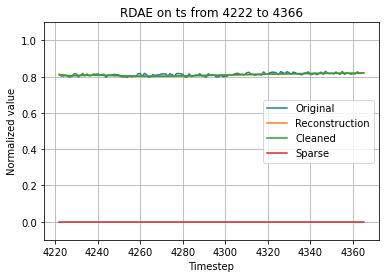 RDAE on ts from 4222 to 4366
Normalized value
1.0
0.8
0.6
0.4
0.2
0.0
Original
Reconstruction
Cleaned
Sparse
4220 4240 4260 4280 4300 4320 4340 4360
Timestep